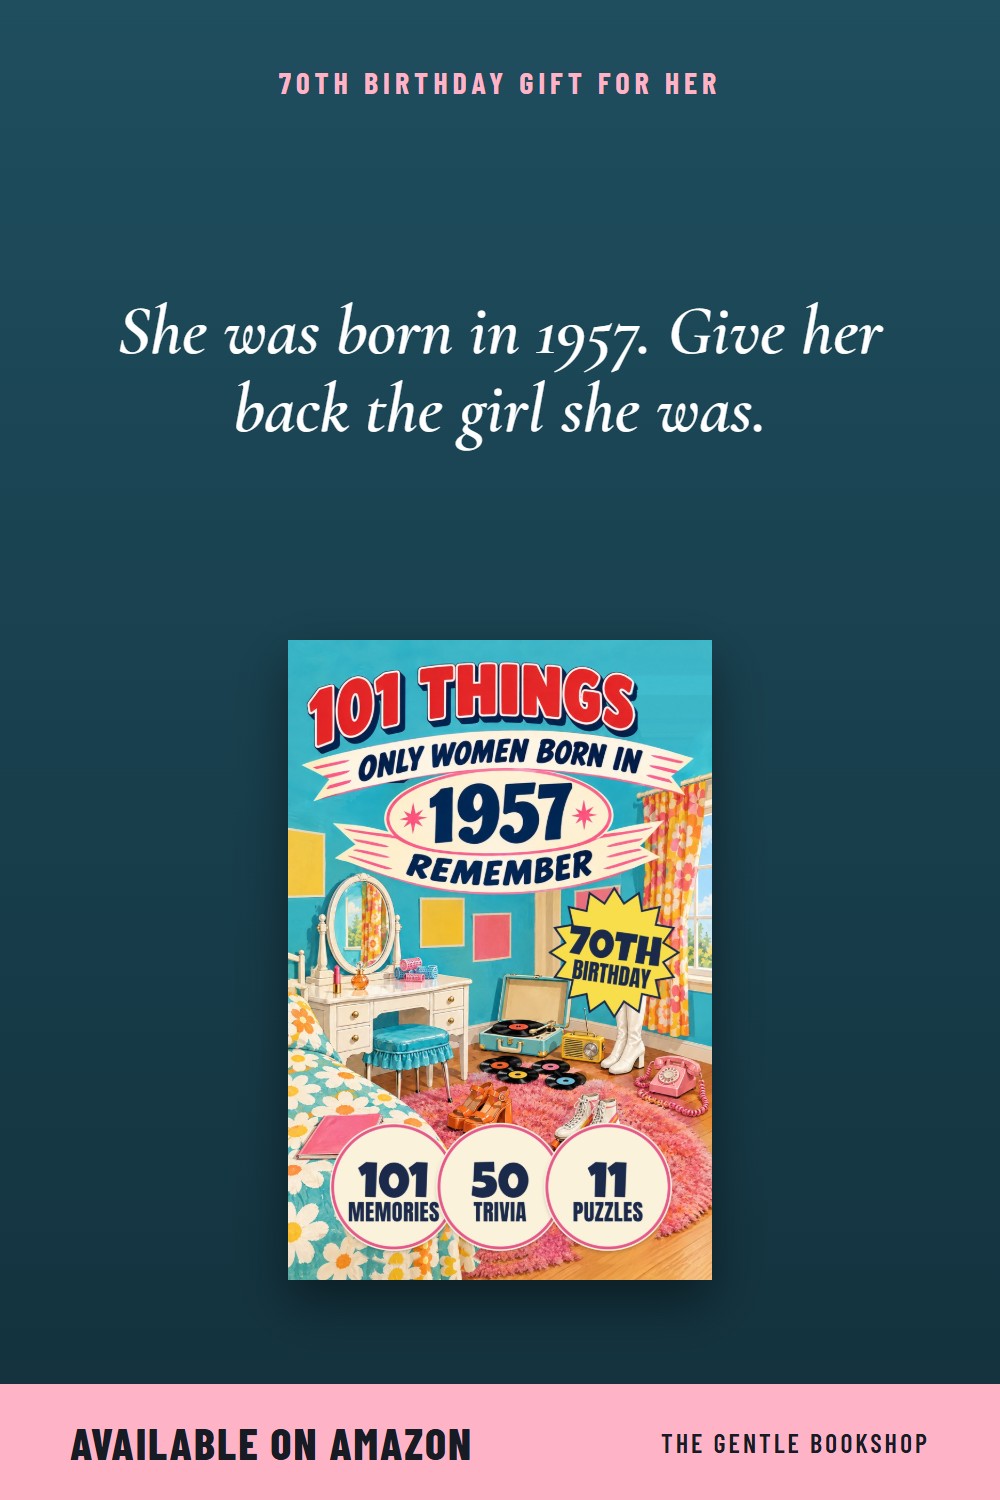 70TH BIRTHDAY GIFT FOR HER
She was born in 1957. Give her
back the girl she was.
101 THINGS
ONLY WOMEN BORN IN
1957
REMEMBER
70TH
BIRTHDAY
101
MEMORIES
50
TRIVIA
11
PUZZLES
AVAILABLE ON AMAZON
THE GENTLE BOOKSHOP